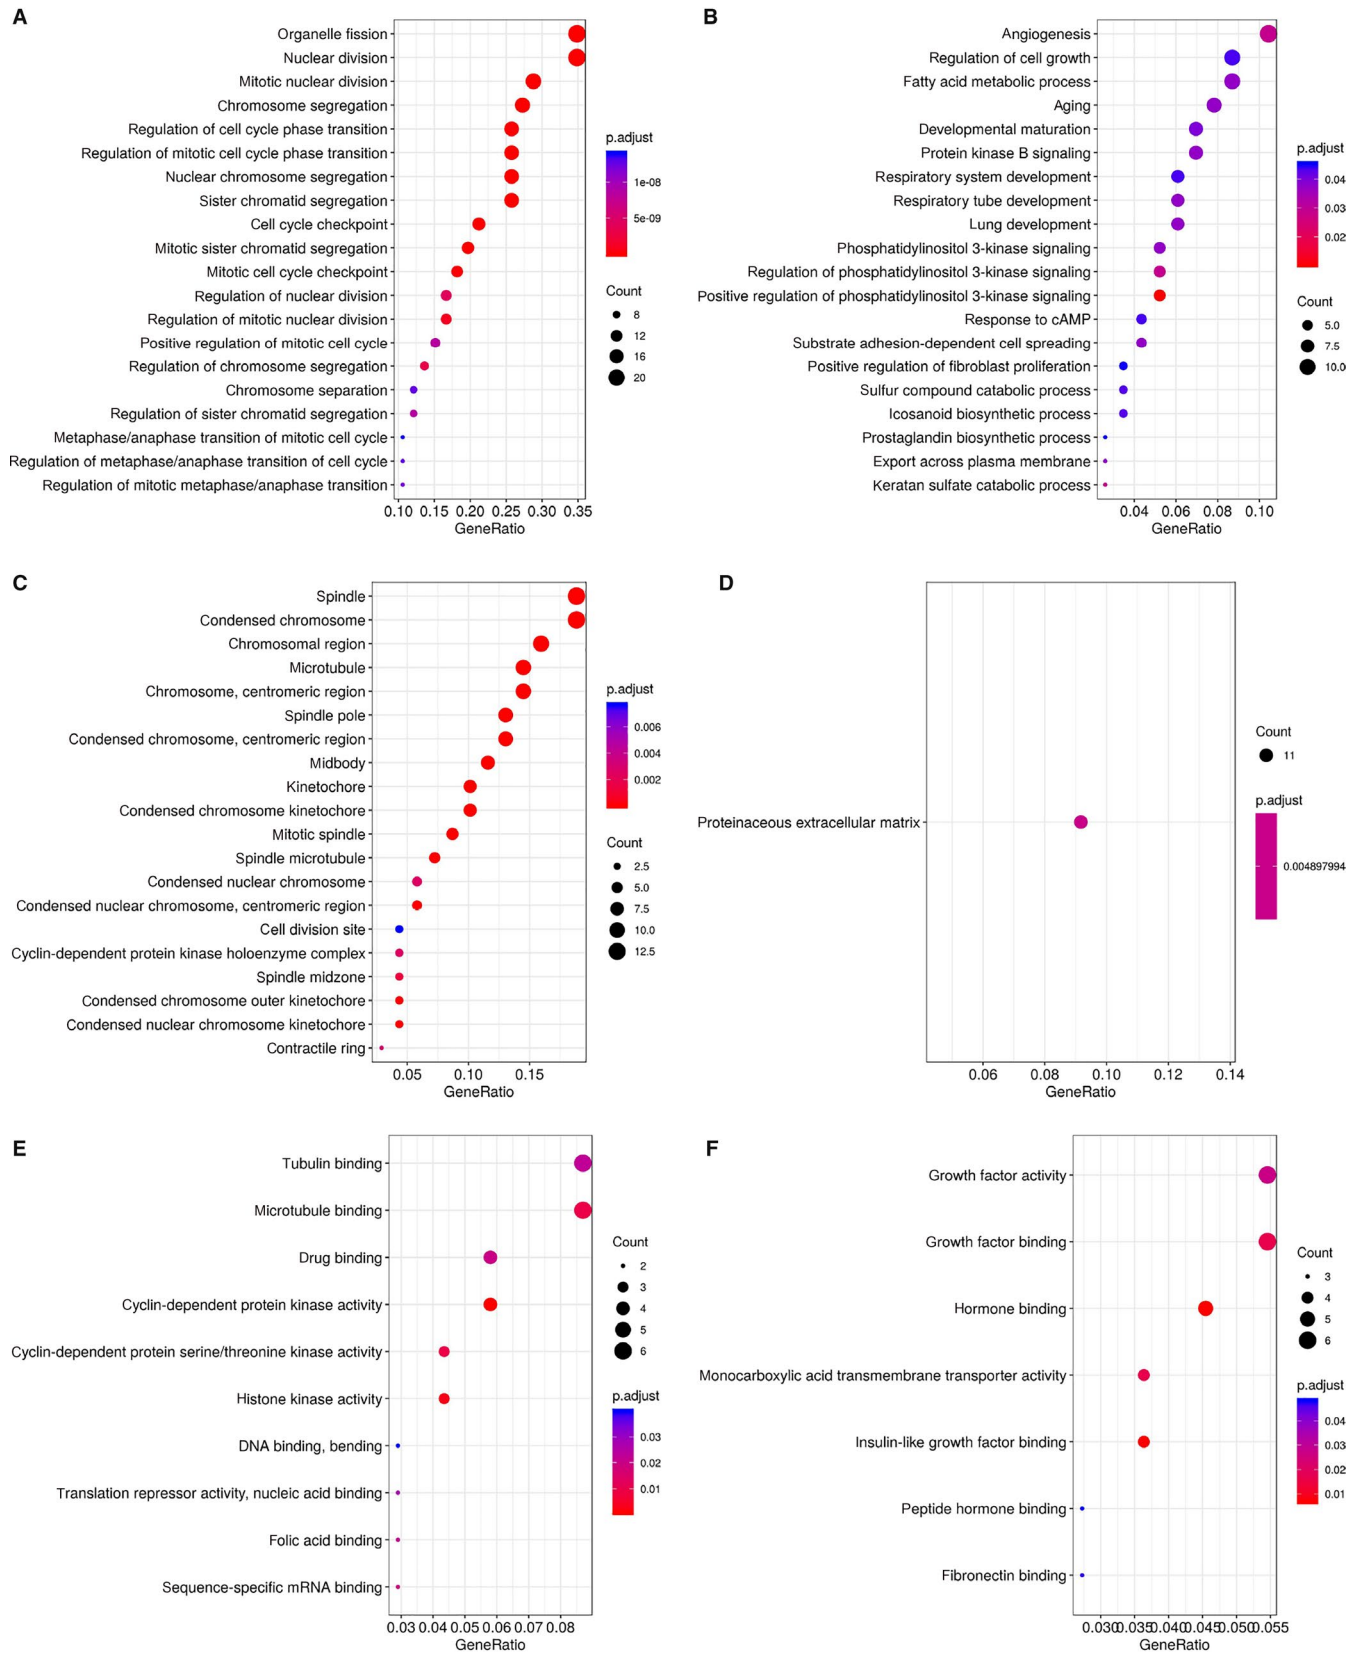 A
Organelle fission
Nuclear division
Mitotic nuclear division
Chromosome segregation
Regulation of cell cycle phase transition
Regulation of mitotic cell cycle phase transition
Nuclear chromosome segregation
Sister chromatid segregation
Cell cycle checkpoint
Mitotic sister chromatid segregation
Mitotic cell cycle checkpoint
Regulation of nuclear division
Regulation of mitotic nuclear division
Positive regulation of mitotic cell cycle
Regulation of chromosome segregation
Chromosome separation
Regulation of sister chromatid segregation
Metaphase/anaphase transition of mitotic cell cycle
Regulation of metaphase/anaphase transition of cell cycle
Regulation of mitotic metaphase/anaphase transition
0.10 0.15 0.20 0.25 0.30 0.35
GeneRatio
p.adjust
1e-08
5e-09
Count
8
12
16
20
B
Angiogenesis
Regulation of cell growth
Fatty acid metabolic process
Aging
Developmental maturation
Protein kinase B signaling
Respiratory system development
Respiratory tube development
Lung development
Phosphatidylinositol 3-kinase signaling
Regulation of phosphatidylinositol 3-kinase signaling
Positive regulation of phosphatidylinositol 3-kinase signaling
Response to cAMP
Substrate adhesion-dependent cell spreading
Positive regulation of fibroblast proliferation
Sulfur compound catabolic process
Icosanoid biosynthetic process
Prostaglandin biosynthetic process
Export across plasma membrane
Keratan sulfate catabolic process
0.04 0.06 0.08 0.10
GeneRatio
p.adjust
0.04
0.03
0.02
Count
5.0
7.5
10.0
C
Spindle
Condensed chromosome
Chromosomal region
Microtubule
Chromosome, centromeric region
Spindle pole
Condensed chromosome, centromeric region
Midbody
Kinetochore
Condensed chromosome kinetochore
Mitotic spindle
Spindle microtubule
Condensed nuclear chromosome
Condensed nuclear chromosome, centromeric region
Cell division site
Cyclin-dependent protein kinase holoenzyme complex
Spindle midzone
Condensed chromosome outer kinetochore
Condensed nuclear chromosome kinetochore
Contractile ring
0.05 0.10 0.15
GeneRatio
p.adjust
0.006
0.004
0.002
Count
2.5
5.0
7.5
10.0
12.5
D
Proteinaceous extracellular matrix
0.06 0.08 0.10 0.12 0.14
GeneRatio
Count
11
p.adjust
0.004897994
E
Tubulin binding
Microtubule binding
Drug binding
Cyclin-dependent protein kinase activity
Cyclin-dependent protein serine/threonine kinase activity
Histone kinase activity
DNA binding, bending
Translation repressor activity, nucleic acid binding
Folic acid binding
Sequence-specific mRNA binding
0.03 0.04 0.05 0.06 0.07 0.08
GeneRatio
Count
2
3
4
5
6
p.adjust
0.03
0.02
0.01
F
Growth factor activity
Growth factor binding
Hormone binding
Monocarboxylic acid transmembrane transporter activity
Insulin-like growth factor binding
Peptide hormone binding
Fibronectin binding
0.030 0.035 0.040 0.045 0.050 0.055
GeneRatio
Count
3
4
5
6
p.adjust
0.04
0.03
0.02
0.01